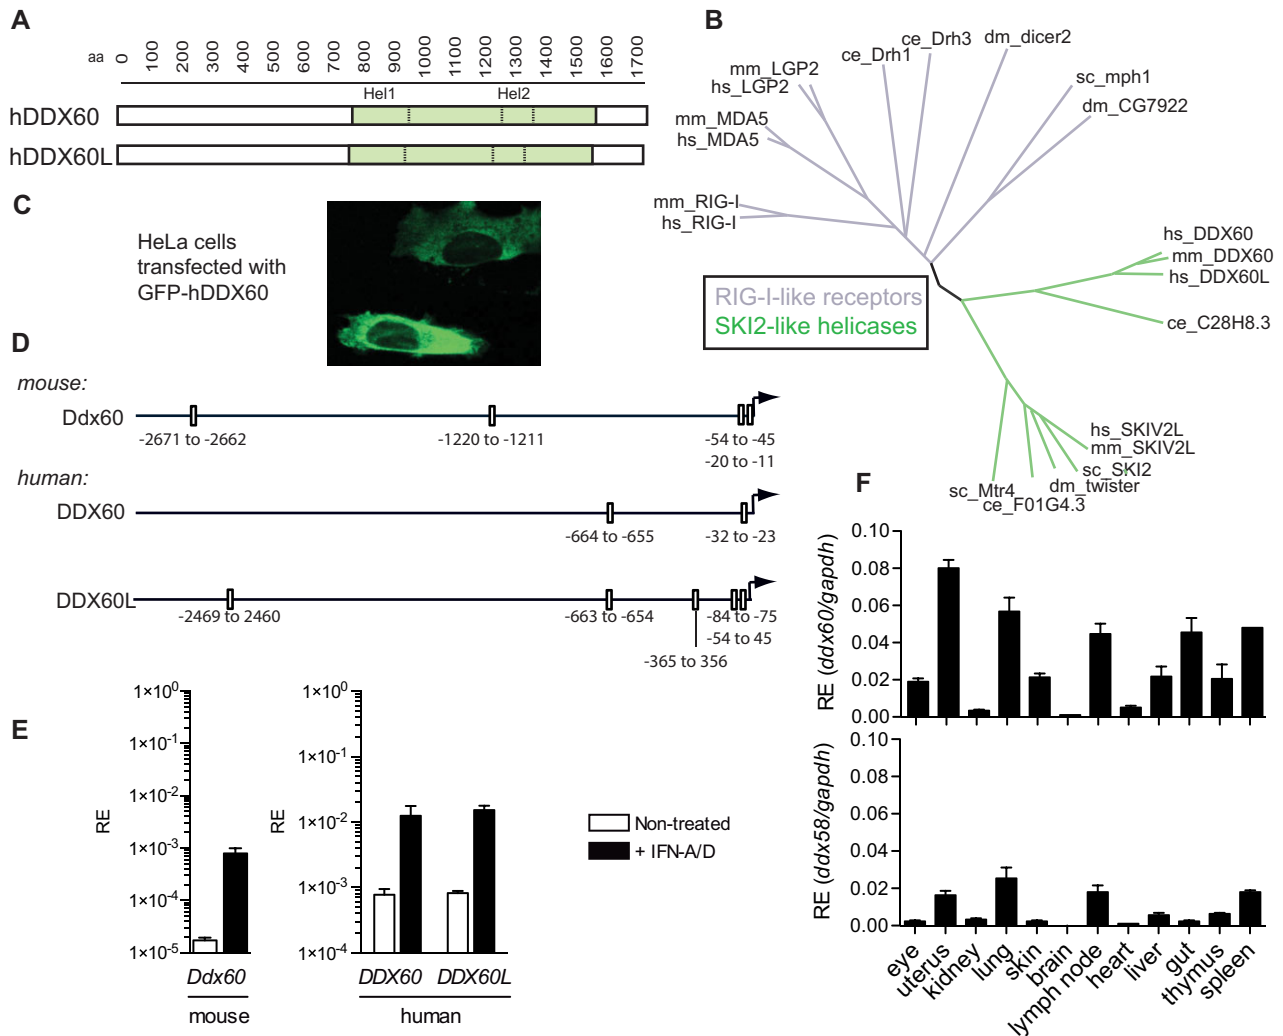 A
aa 0 100 200 300 400 500 600 700 800 900 1000 1100 1200 1300 1400 1500 1600 1700
Hel1 Hel2
hDDX60
hDDX60L
B
mm_LGP2
hs_LGP2
mm_MDA5
hs_MDA5
mm_RIG-I
hs_RIG-I
ce_Drh1
ce_Drh3
dm_dicer2
sc_mph1
dm_CG7922
hs_DDX60
mm_DDX60
hs_DDX60L
ce_C28H8.3
hs_SKIV2L
mm_SKIV2L
sc_SKI2
dm_twister
ce_F01G4.3
sc_Mtr4
RIG-I-like receptors
SKI2-like helicases
C
HeLa cells
transfected with
GFP-hDDX60
D
mouse:
Ddx60
-2671 to -2662
-1220 to -1211
-54 to -45
-20 to -11
human:
DDX60
-664 to -655
-32 to -23
DDX60L
-2469 to 2460
-663 to -654
-84 to -75
-54 to 45
-365 to 356
E
RE
1×10⁰
1×10⁻¹
1×10⁻²
1×10⁻³
1×10⁻⁴
1×10⁻⁵
Ddx60
mouse
RE
1×10⁰
1×10⁻¹
1×10⁻²
1×10⁻³
1×10⁻⁴
DDX60 DDX60L
human
Non-treated
+ IFN-A/D
F
RE (ddx60/gapdh)
0.10
0.08
0.06
0.04
0.02
0.00
RE (ddx58/gapdh)
0.10
0.08
0.06
0.04
0.02
0.00
eye
uterus
kidney
lung
skin
brain
lymph node
heart
liver
gut
thymus
spleen